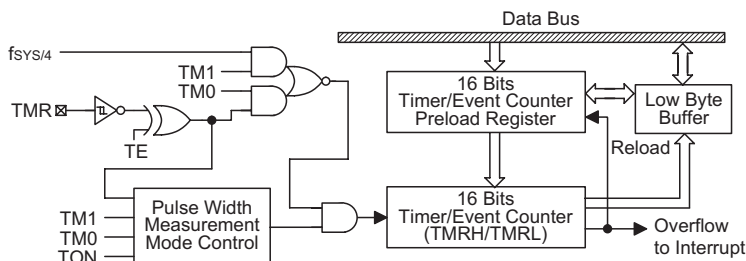 Data Bus
fSYS/4
TM1
TM0
TMR
TE
16 Bits
Timer/Event Counter
Preload Register
Low Byte
Buffer
Reload
TM1
TM0
TON
Pulse Width
Measurement
Mode Control
16 Bits
Timer/Event Counter
(TMRH/TMRL)
Overflow
to Interrupt